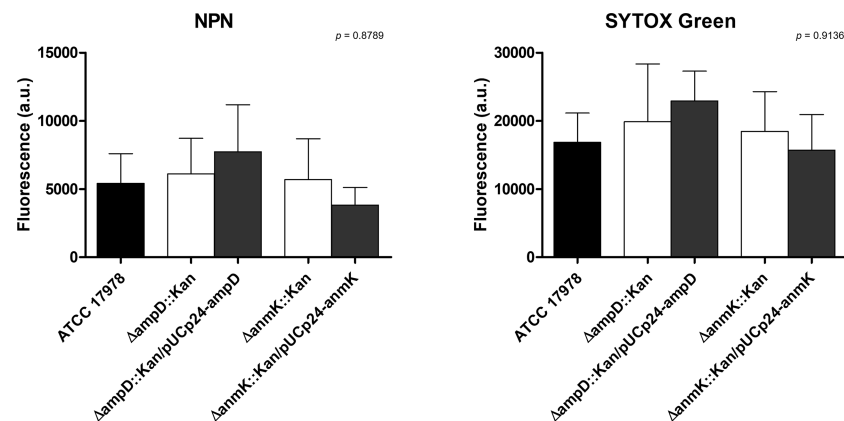 NPN
p = 0.8789
Fluorescence (a.u.)
15000
10000
5000
0
ATCC 17978
ΔampD::Kan
ΔampD::Kan/pUCp24-ampD
ΔanmK::Kan
ΔanmK::Kan/pUCp24-anmK
SYTOX Green
p = 0.9136
Fluorescence (a.u.)
30000
20000
10000
0
ATCC 17978
ΔampD::Kan
ΔampD::Kan/pUCp24-ampD
ΔanmK::Kan
ΔanmK::Kan/pUCp24-anmK